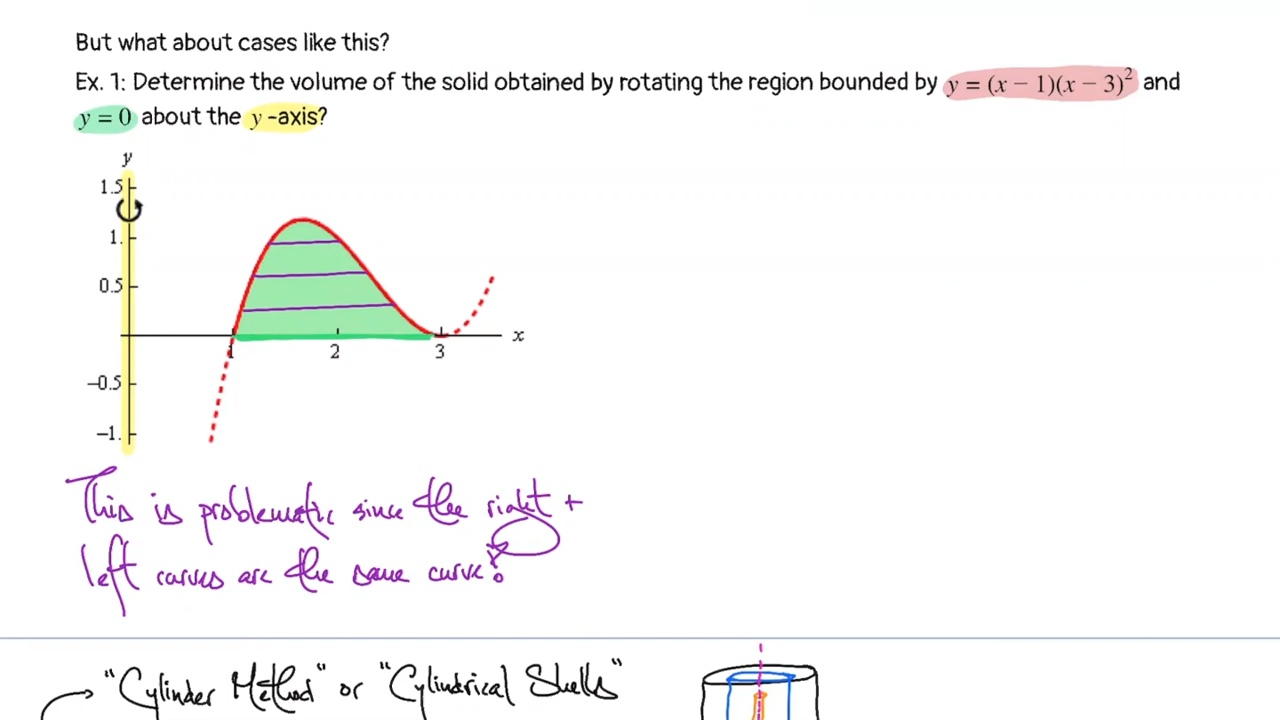 But what about cases like this?
Ex. 1: Determine the volume of the solid obtained by rotating the region bounded by y = (x − 1)(x − 3)² and
y = 0 about the y -axis?
y
1.5
1.
0.5
x
1
2
3
−0.5
−1.
This is problematic since the right +
left curves are the same curve!
"Cylinder Method" or "Cylindrical Shells"